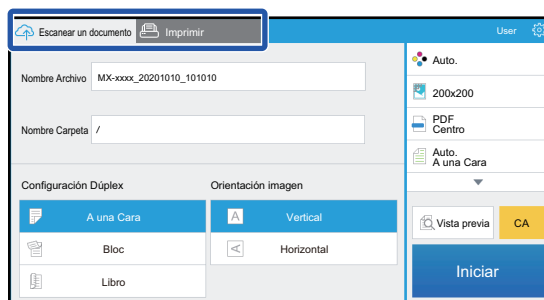 Escanear un documento
Imprimir
User
Nombre Archivo
MX-xxxx_20201010_101010
Nombre Carpeta
/
Configuración Dúplex
Orientación imagen
A una Cara
A
Vertical
Bloc
A
Horizontal
Libro
Auto.
200x200
PDF
Centro
Auto.
A una Cara
Vista previa
CA
Iniciar